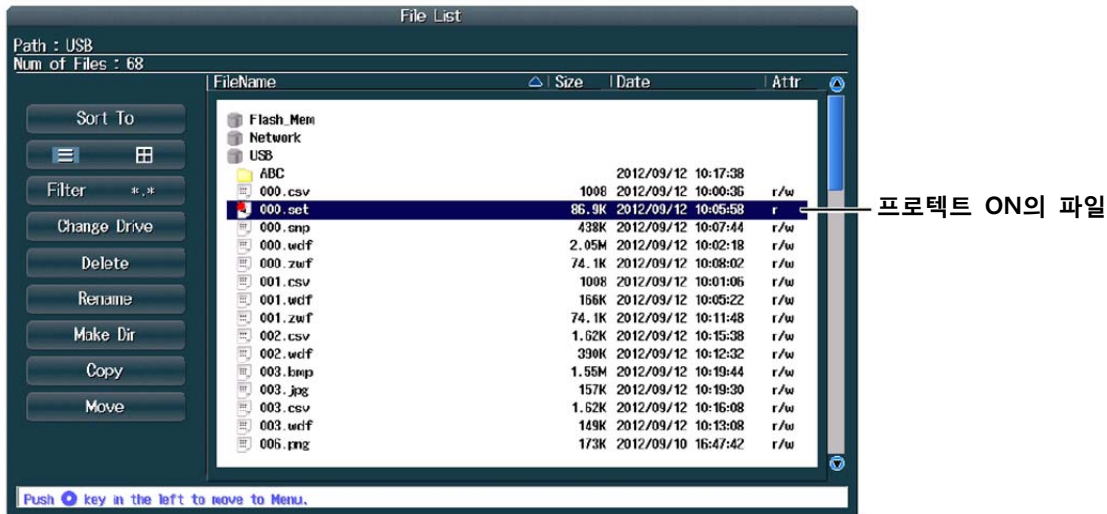 File List
Path : USB
Num of Files : 68
FileName Size Date Attr
Sort To
Filter *.*
Change Drive
Delete
Rename
Make Dir
Copy
Move
Flash_Mem
Network
USB
ABC 2012/09/12 10:17:38
000.csv 1008 2012/09/12 10:00:36 r/w
000.set 86.9K 2012/09/12 10:05:58 r
프로텍트 ON의 파일
000.snp 438K 2012/09/12 10:07:44 r/w
000.wdf 2.05M 2012/09/12 10:02:18 r/w
000.zwf 74.1K 2012/09/12 10:08:02 r/w
001.csv 1008 2012/09/12 10:01:06 r/w
001.wdf 166K 2012/09/12 10:05:22 r/w
001.zwf 74.1K 2012/09/12 10:11:48 r/w
002.csv 1.62K 2012/09/12 10:15:38 r/w
002.wdf 390K 2012/09/12 10:12:32 r/w
003.bmp 1.55M 2012/09/12 10:19:44 r/w
003.jpg 157K 2012/09/12 10:19:30 r/w
003.csv 1.62K 2012/09/12 10:16:08 r/w
003.wdf 149K 2012/09/12 10:13:08 r/w
006.png 173K 2012/09/10 16:47:42 r/w
Push key in the left to move to Menu.